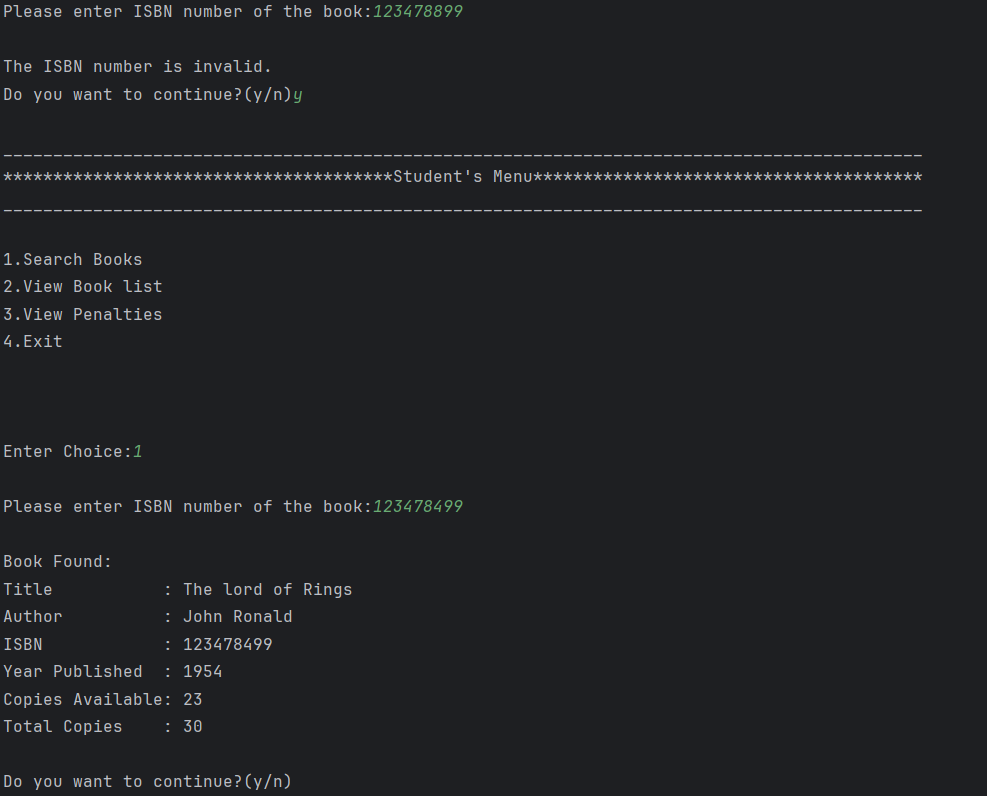 Please enter ISBN number of the book:123478899
The ISBN number is invalid.
Do you want to continue?(y/n)y
____________________________________________________________________________________________
***************************************Student's Menu***************************************
____________________________________________________________________________________________
1.Search Books
2.View Book list
3.View Penalties
4.Exit
Enter Choice:1
Please enter ISBN number of the book:123478499
Book Found:
Title           : The lord of Rings
Author          : John Ronald
ISBN            : 123478499
Year Published  : 1954
Copies Available: 23
Total Copies    : 30
Do you want to continue?(y/n)